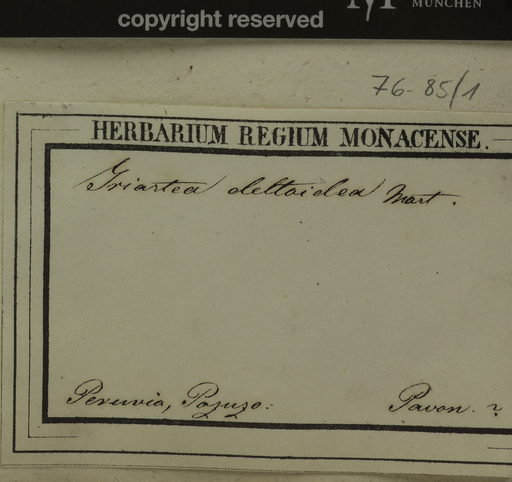 MÜNCHEN
copyright reserved
76-85/1
HERBARIUM REGIUM MONACENSE.
Iriartea deltoidea Mart.
Peruvia, Pozuzo: Pavon. ?